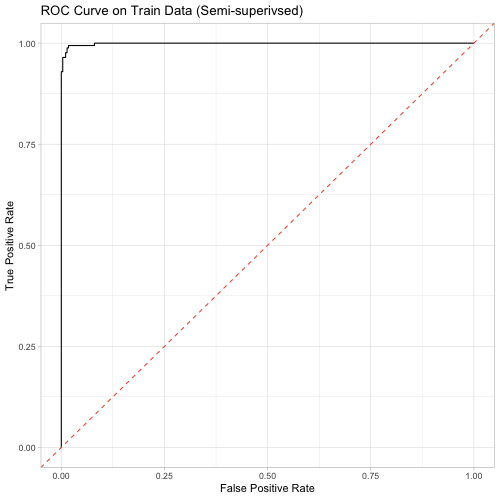 ROC Curve on Train Data (Semi-superivsed)
True Positive Rate
1.00
0.75
0.50
0.25
0.00
0.00 0.25 0.50 0.75 1.00
False Positive Rate